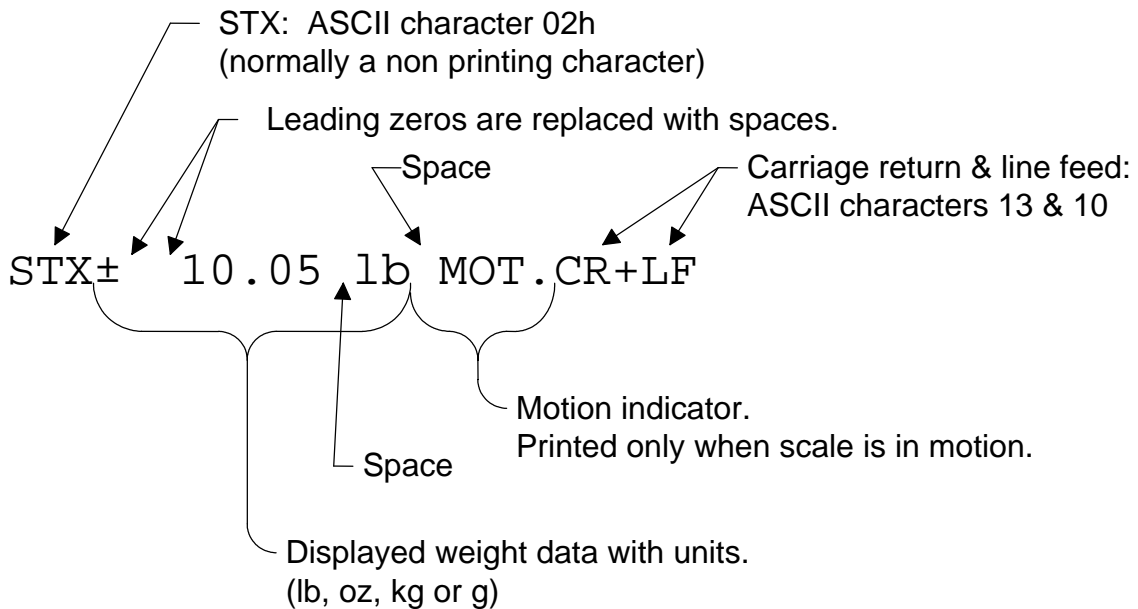 STX:  ASCII character 02h
(normally a non printing character)
Leading zeros are replaced with spaces.
Space
Carriage return & line feed:
ASCII characters 13 & 10
STX±  10.05 lb MOT.CR+LF
Motion indicator.
Printed only when scale is in motion.
Space
Displayed weight data with units.
(lb, oz, kg or g)